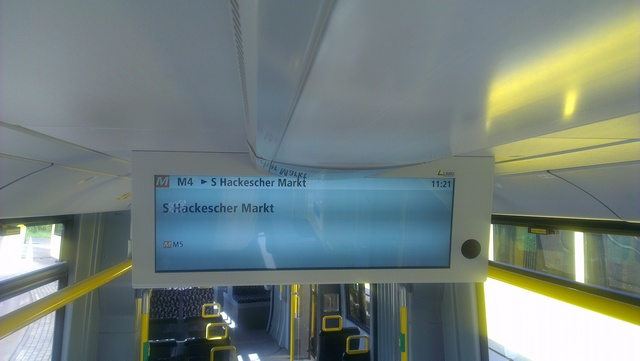 M M4 ► S Hackescher Markt 11:21
S Hackescher Markt
M5